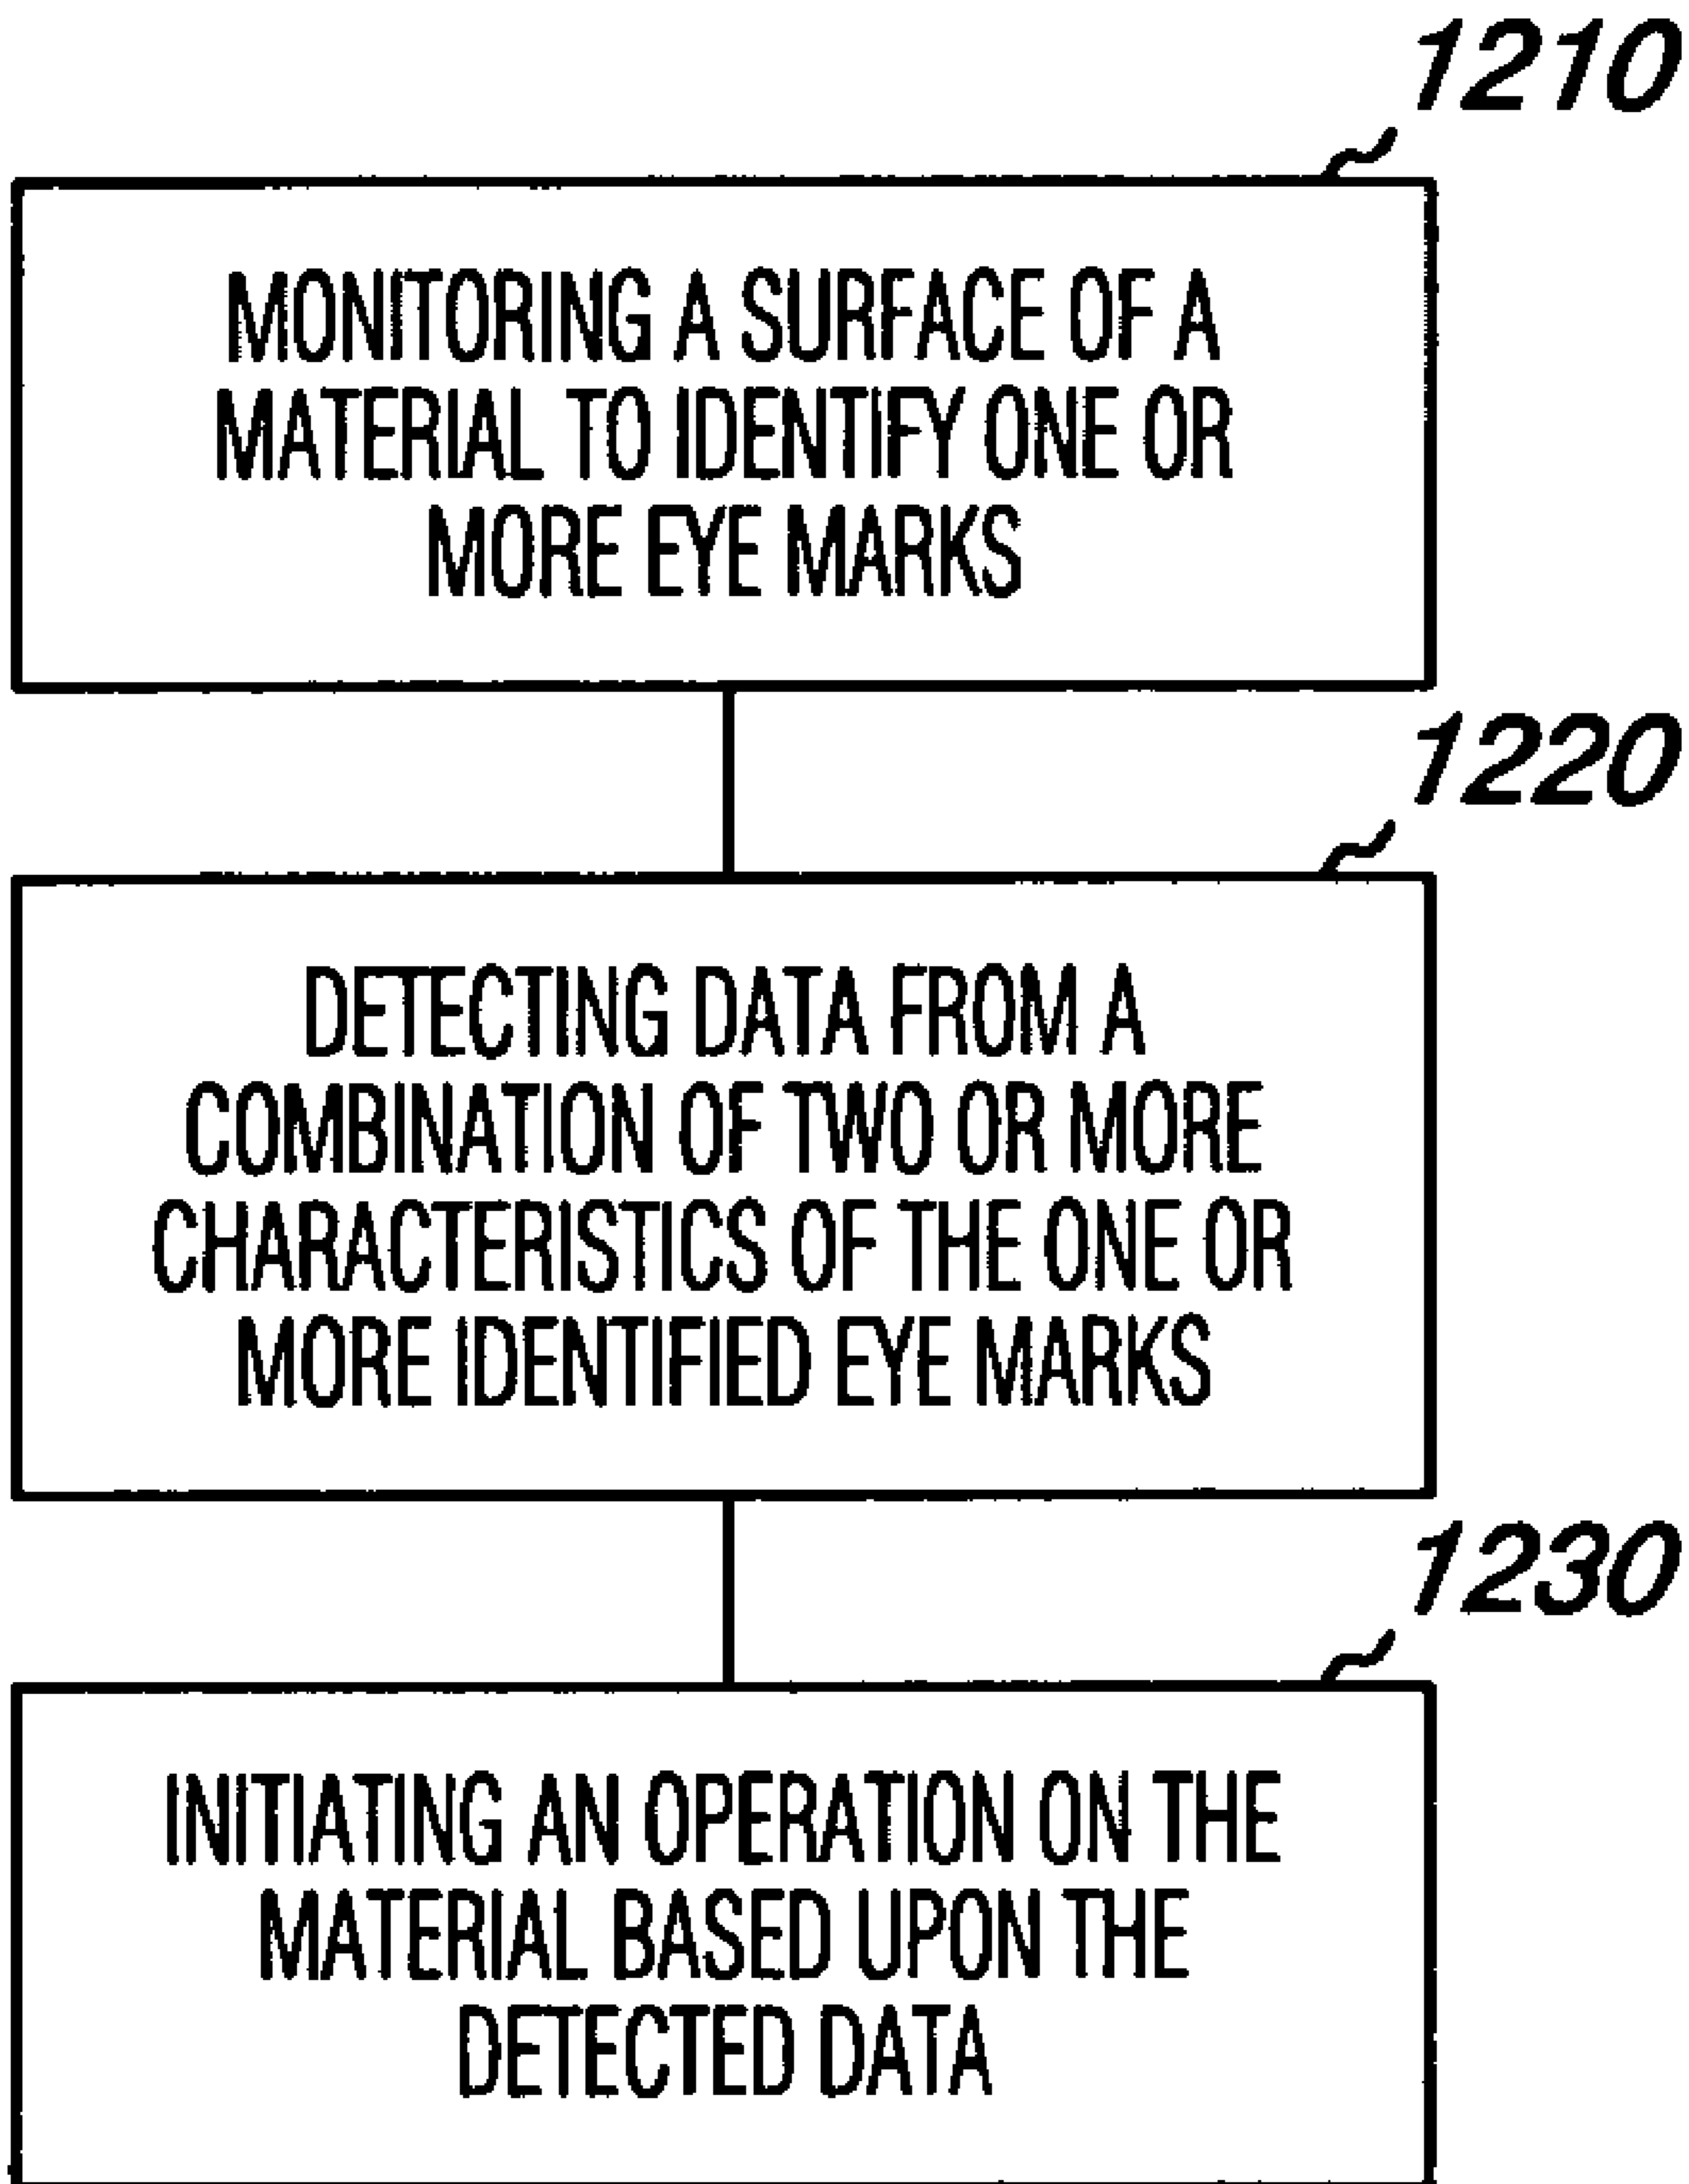 1210
MONITORING A SURFACE OF A
MATERIAL TO IDENTIFY ONE OR
MORE EYE MARKS
1220
DETECTING DATA FROM A
COMBINATION OF TWO OR MORE
CHARACTERISTICS OF THE ONE OR
MORE IDENTIFIED EYE MARKS
1230
INITIATING AN OPERATION ON THE
MATERIAL BASED UPON THE
DETECTED DATA